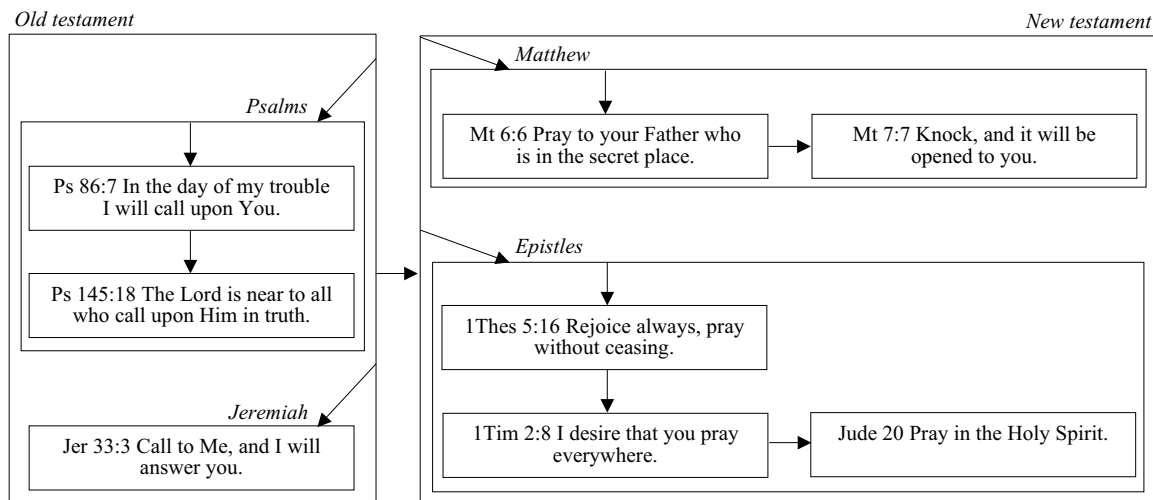 Old testament
Psalms
Ps 86:7 In the day of my trouble
I will call upon You.
Ps 145:18 The Lord is near to all
who call upon Him in truth.
Jeremiah
Jer 33:3 Call to Me, and I will
answer you.
New testament
Matthew
Mt 6:6 Pray to your Father who
is in the secret place.
Mt 7:7 Knock, and it will be
opened to you.
Epistles
1Thes 5:16 Rejoice always, pray
without ceasing.
1Tim 2:8 I desire that you pray
everywhere.
Jude 20 Pray in the Holy Spirit.